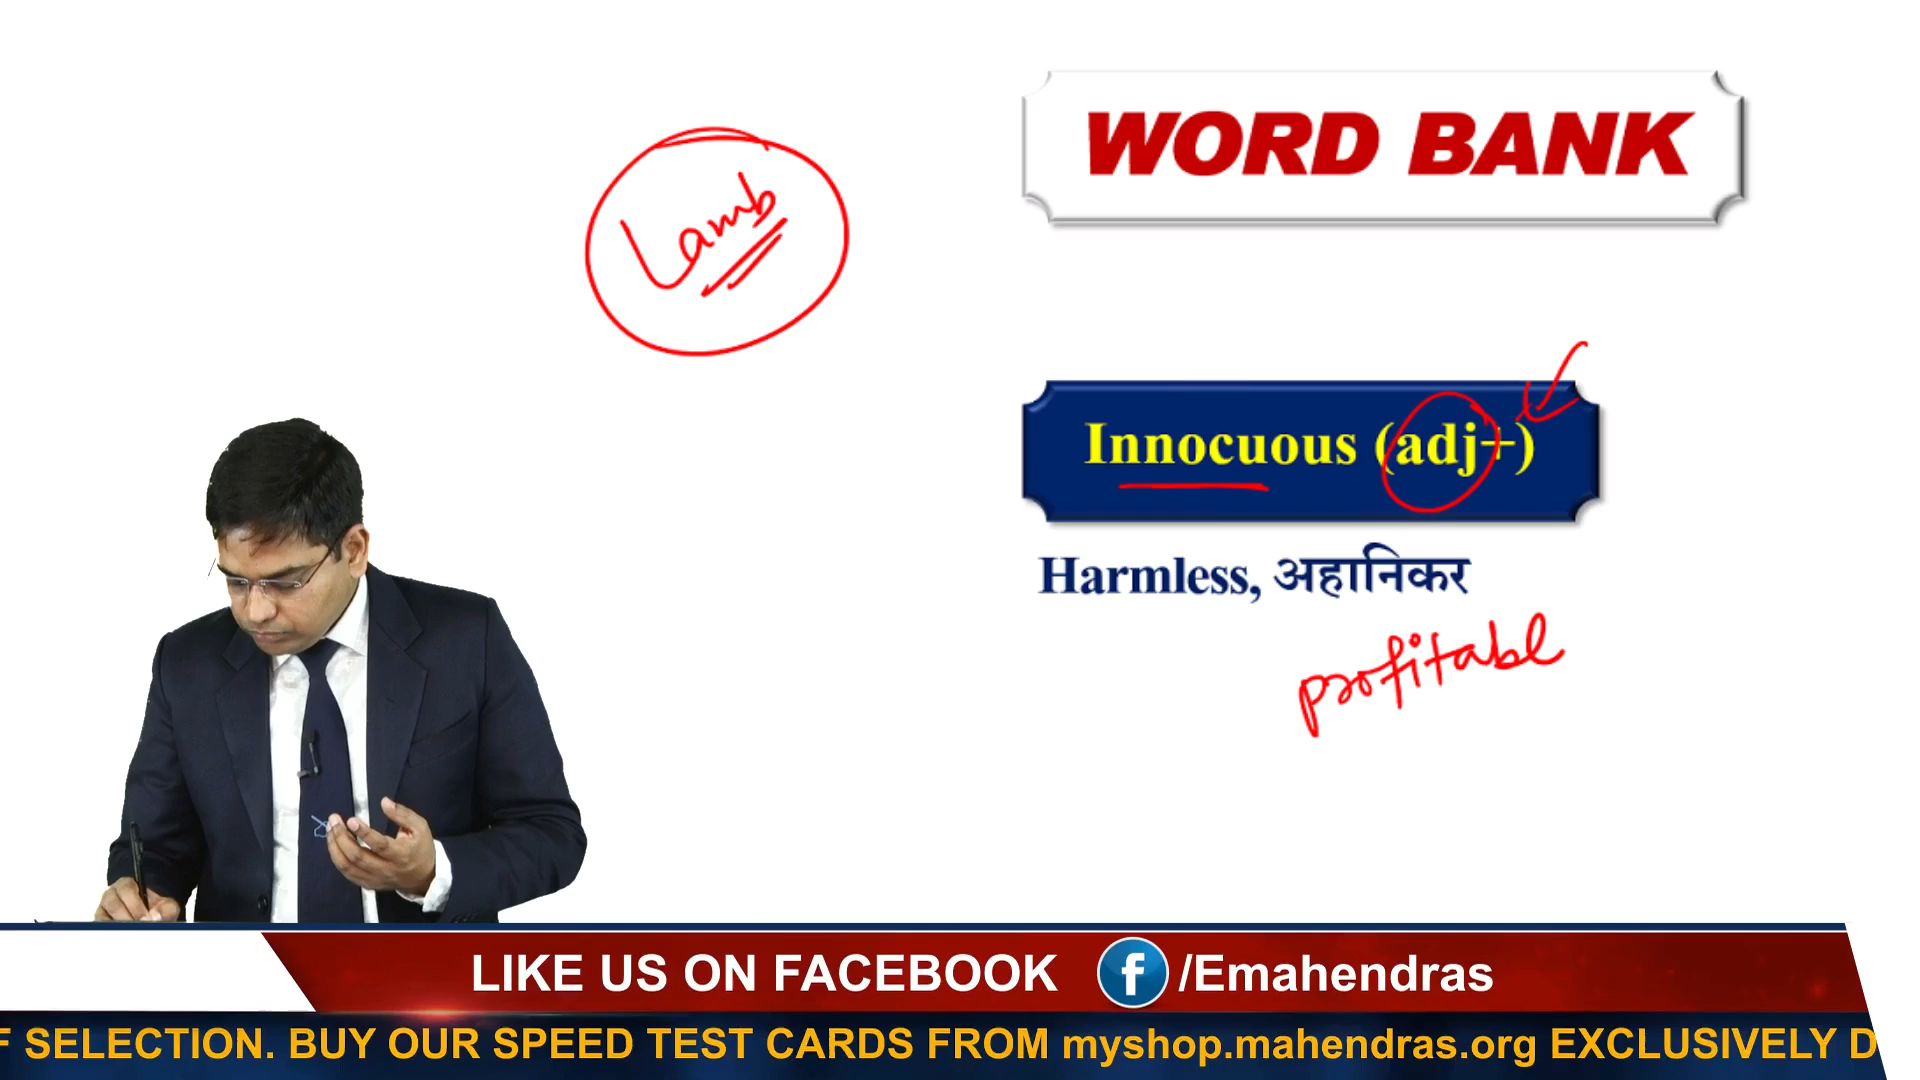 WORD BANK
Lamb
Innocuous (adj+)
Harmless, अहानिकर
profitabl
LIKE US ON FACEBOOK f /Emahendras
F SELECTION. BUY OUR SPEED TEST CARDS FROM myshop.mahendras.org EXCLUSIVELY D